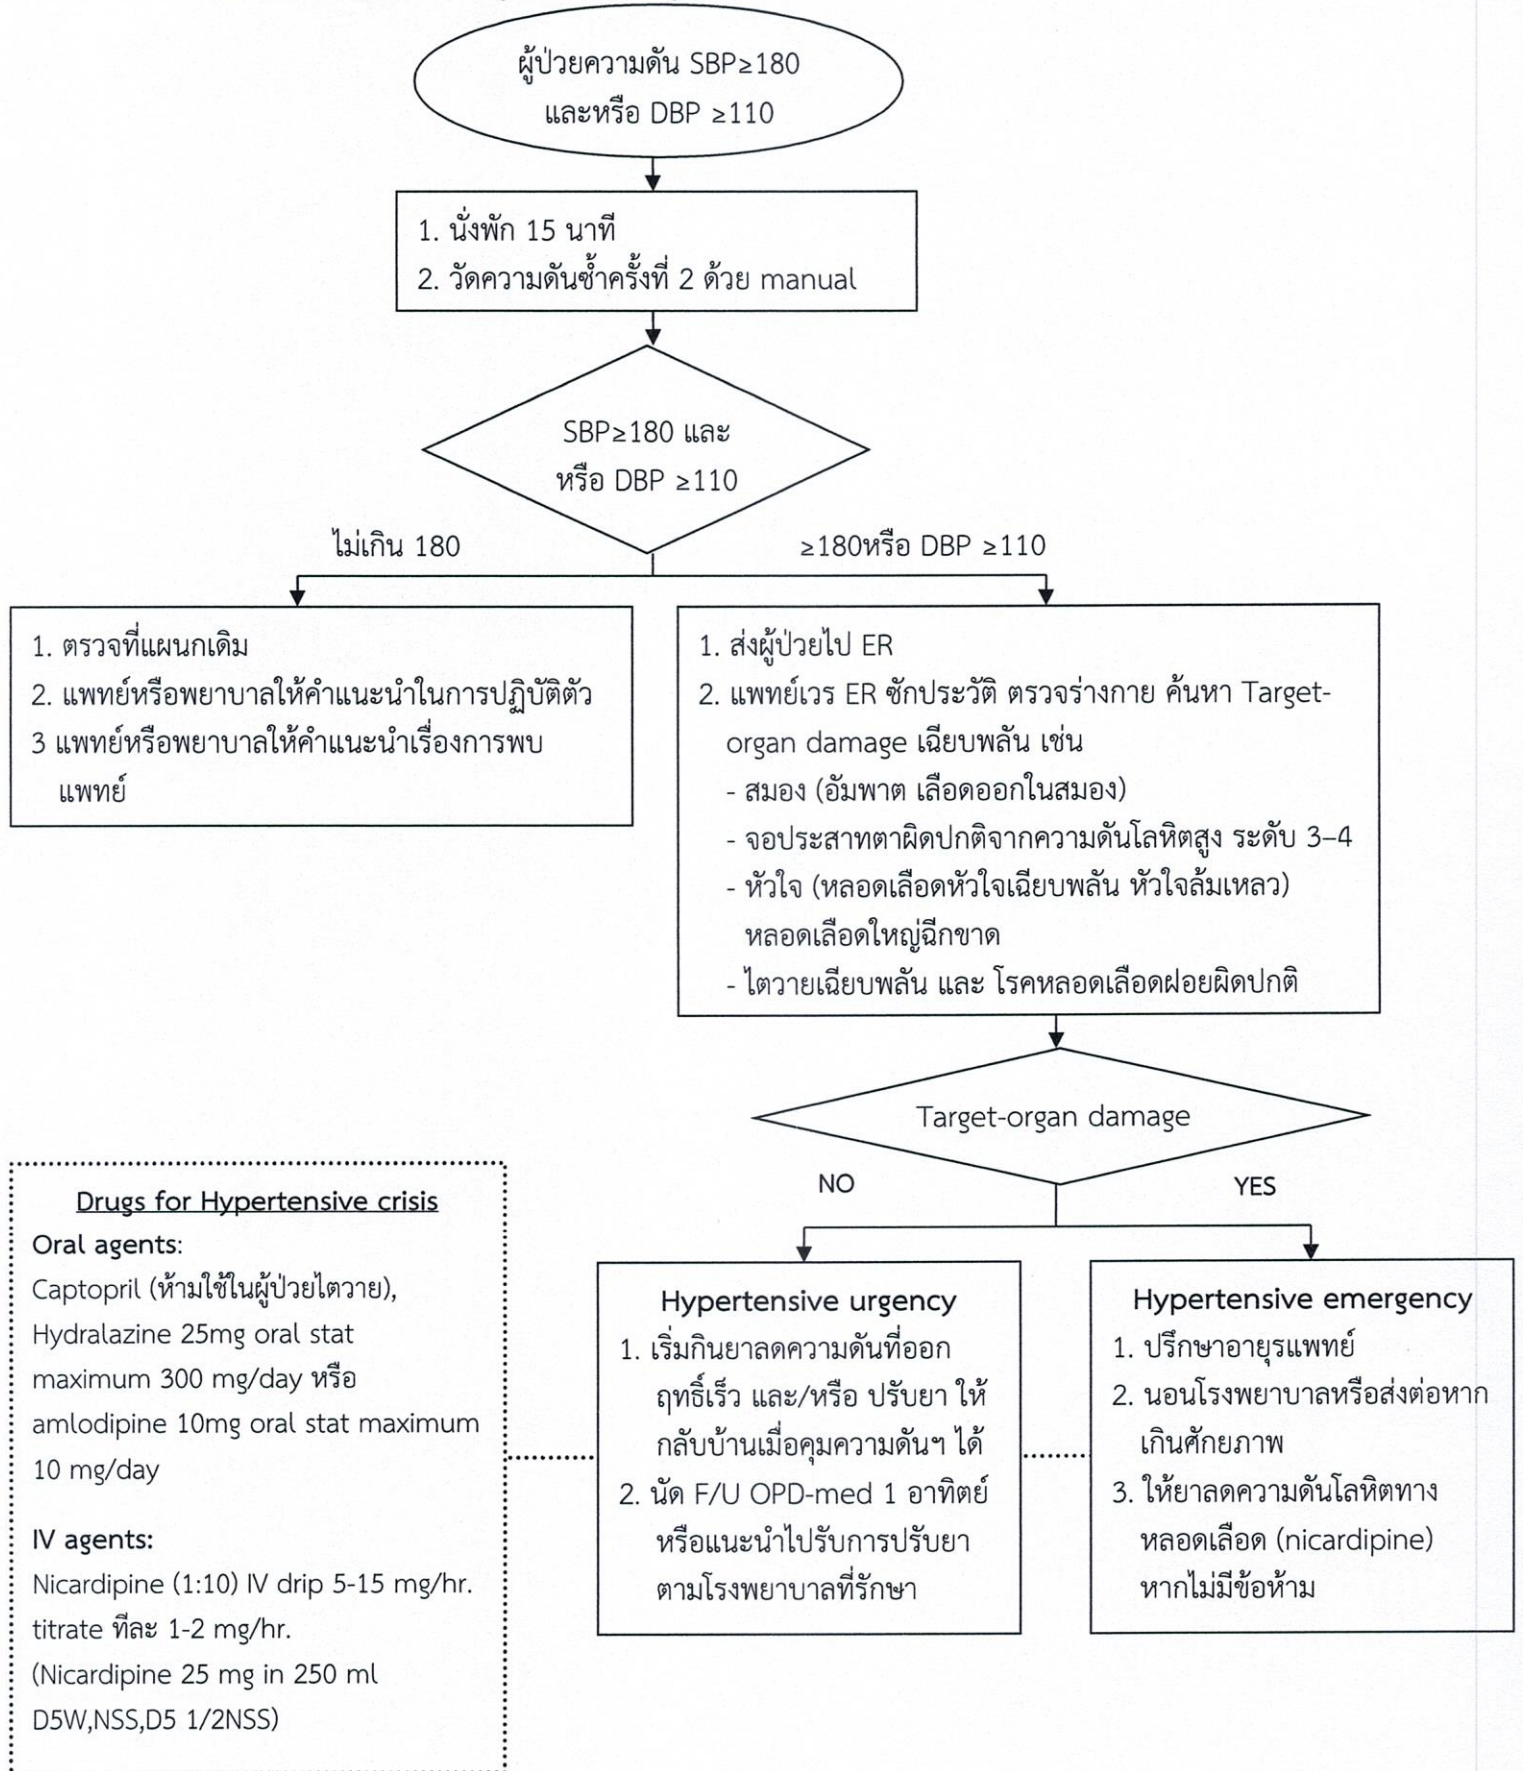 ผู้ป่วยความดัน SBP≥180
และหรือ DBP ≥110
1. นั่งพัก 15 นาที
2. วัดความดันซ้ำครั้งที่ 2 ด้วย manual
SBP≥180 และ
หรือ DBP ≥110
ไม่เกิน 180
≥180หรือ DBP ≥110
1. ตรวจที่แผนกเดิม
2. แพทย์หรือพยาบาลให้คำแนะนำในการปฏิบัติตัว
3 แพทย์หรือพยาบาลให้คำแนะนำเรื่องการพบ
แพทย์
1. ส่งผู้ป่วยไป ER
2. แพทย์เวร ER ซักประวัติ ตรวจร่างกาย ค้นหา Target-
organ damage เฉียบพลัน เช่น
- สมอง (อัมพาต เลือดออกในสมอง)
- จอประสาทตาผิดปกติจากความดันโลหิตสูง ระดับ 3–4
- หัวใจ (หลอดเลือดหัวใจเฉียบพลัน หัวใจล้มเหลว)
หลอดเลือดใหญ่ฉีกขาด
- ไตวายเฉียบพลัน และ โรคหลอดเลือดฝอยผิดปกติ
Target-organ damage
NO
YES
Drugs for Hypertensive crisis
Oral agents:
Captopril (ห้ามใช้ในผู้ป่วยไตวาย),
Hydralazine 25mg oral stat
maximum 300 mg/day หรือ
amlodipine 10mg oral stat maximum
10 mg/day
IV agents:
Nicardipine (1:10) IV drip 5-15 mg/hr.
titrate ทีละ 1-2 mg/hr.
(Nicardipine 25 mg in 250 ml
D5W,NSS,D5 1/2NSS)
Hypertensive urgency
1. เริ่มกินยาลดความดันที่ออก
ฤทธิ์เร็ว และ/หรือ ปรับยา ให้
กลับบ้านเมื่อคุมความดันฯ ได้
2. นัด F/U OPD-med 1 อาทิตย์
หรือแนะนำไปรับการปรับยา
ตามโรงพยาบาลที่รักษา
Hypertensive emergency
1. ปรึกษาอายุรแพทย์
2. นอนโรงพยาบาลหรือส่งต่อหาก
เกินศักยภาพ
3. ให้ยาลดความดันโลหิตทาง
หลอดเลือด (nicardipine)
หากไม่มีข้อห้าม